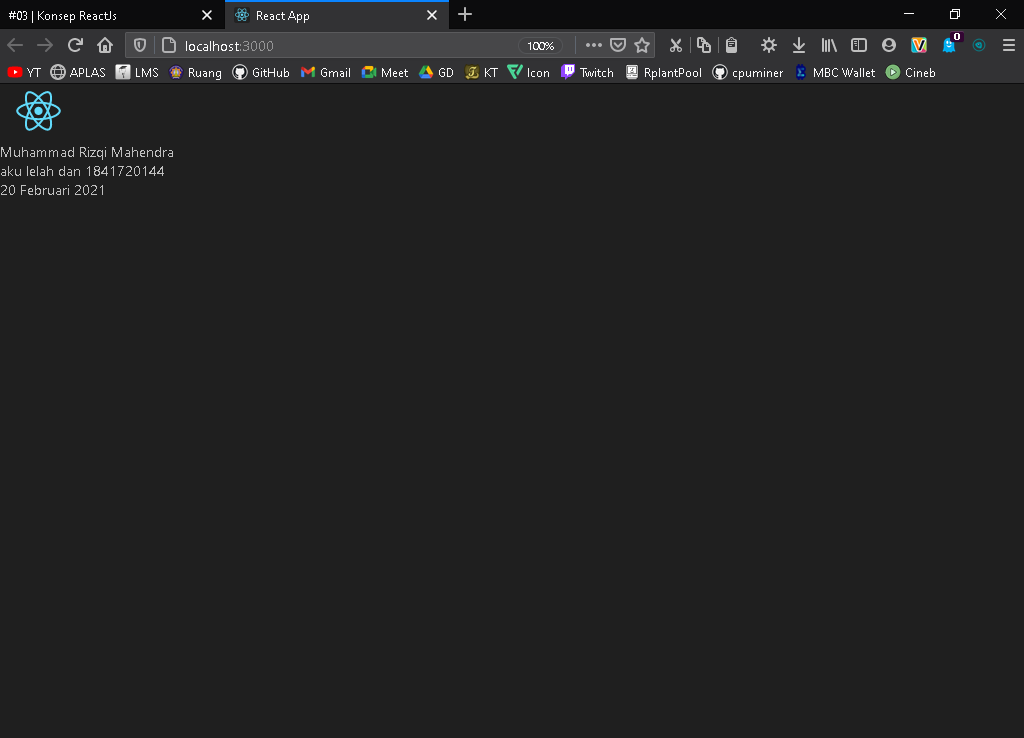 #03 | Konsep ReactJs
React App
localhost:3000
100%
0
YT APLAS LMS Ruang GitHub Gmail Meet GD KT Icon Twitch RplantPool cpuminer MBC Wallet Cineb
Muhammad Rizqi Mahendra
aku lelah dan 1841720144
20 Februari 2021